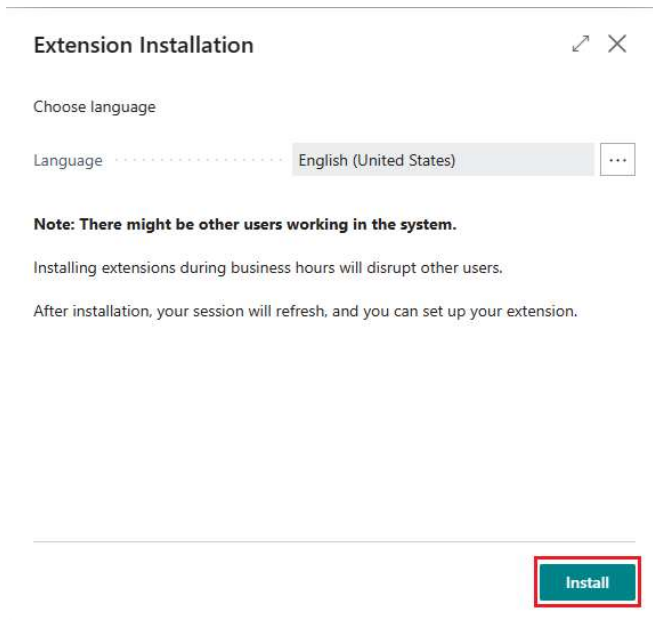 Extension Installation
Choose language
Language
English (United States)
Note: There might be other users working in the system.
Installing extensions during business hours will disrupt other users.
After installation, your session will refresh, and you can set up your extension.
Install